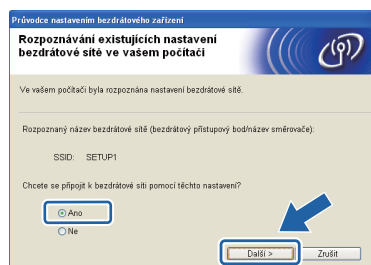 Průvodce nastavením bezdrátového zařízení
Rozpoznávání existujících nastavení
bezdrátové sítě ve vašem počítači
Ve vašem počítači byla rozpoznána nastavení bezdrátové sítě.
Rozpoznaný název bezdrátové sítě (bezdrátový přístupový bod/název směrovače):
SSID: SETUP1
Chcete se připojit k bezdrátové síti pomocí těchto nastavení?
Ano
Ne
Další > Zrušit